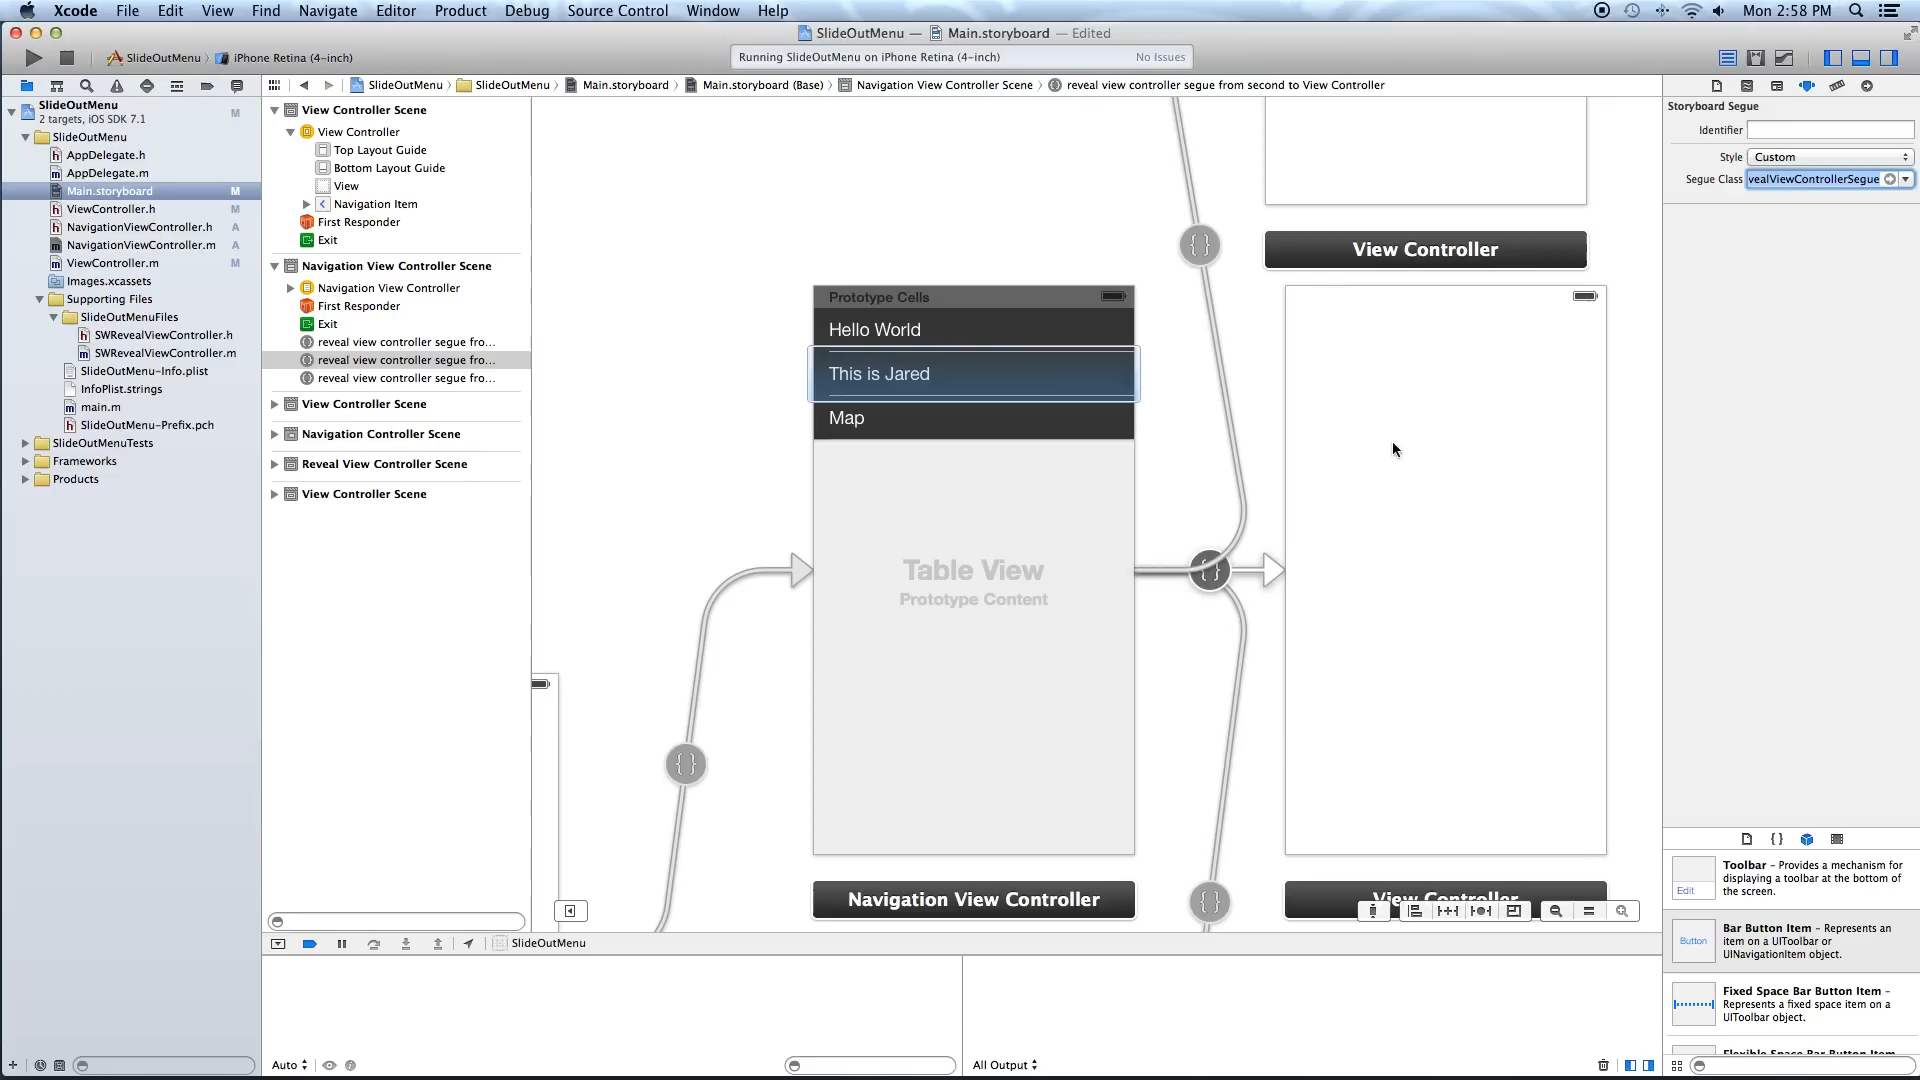 Xcode File Edit View Find Navigate Editor Product Debug Source Control Window Help Mon 2:58 PM
SlideOutMenu — Main.storyboard — Edited
SlideOutMenu iPhone Retina (4-inch)
Running SlideOutMenu on iPhone Retina (4-inch) No Issues
SlideOutMenu SlideOutMenu Main.storyboard Main.storyboard (Base) Navigation View Controller Scene reveal view controller segue from second to View Controller
SlideOutMenu M
2 targets, iOS SDK 7.1
SlideOutMenu
AppDelegate.h
AppDelegate.m
Main.storyboard M
ViewController.h M
NavigationViewController.h A
NavigationViewController.m A
ViewController.m M
Images.xcassets
Supporting Files
SlideOutMenuFiles
SWRevealViewController.h
SWRevealViewController.m
SlideOutMenu-Info.plist
InfoPlist.strings
main.m
SlideOutMenu-Prefix.pch
SlideOutMenuTests
Frameworks
Products
View Controller Scene
View Controller
Top Layout Guide
Bottom Layout Guide
View
Navigation Item
First Responder
Exit
Navigation View Controller Scene
Navigation View Controller
First Responder
Exit
reveal view controller segue fro...
reveal view controller segue fro...
reveal view controller segue fro...
View Controller Scene
Navigation Controller Scene
Reveal View Controller Scene
View Controller Scene
Prototype Cells
Hello World
This is Jared
Map
Table View
Prototype Content
Navigation View Controller
View Controller
View Controller
Storyboard Segue
Identifier
Style Custom
Segue Class vealViewControllerSegue
Edit
Toolbar – Provides a mechanism for
displaying a toolbar at the bottom of
the screen.
Button
Bar Button Item – Represents an
item on a UIToolbar or
UINavigationItem object.
Fixed Space Bar Button Item –
Represents a fixed space item on a
UIToolbar object.
Flexible Space Bar Button Item
SlideOutMenu
Auto
All Output